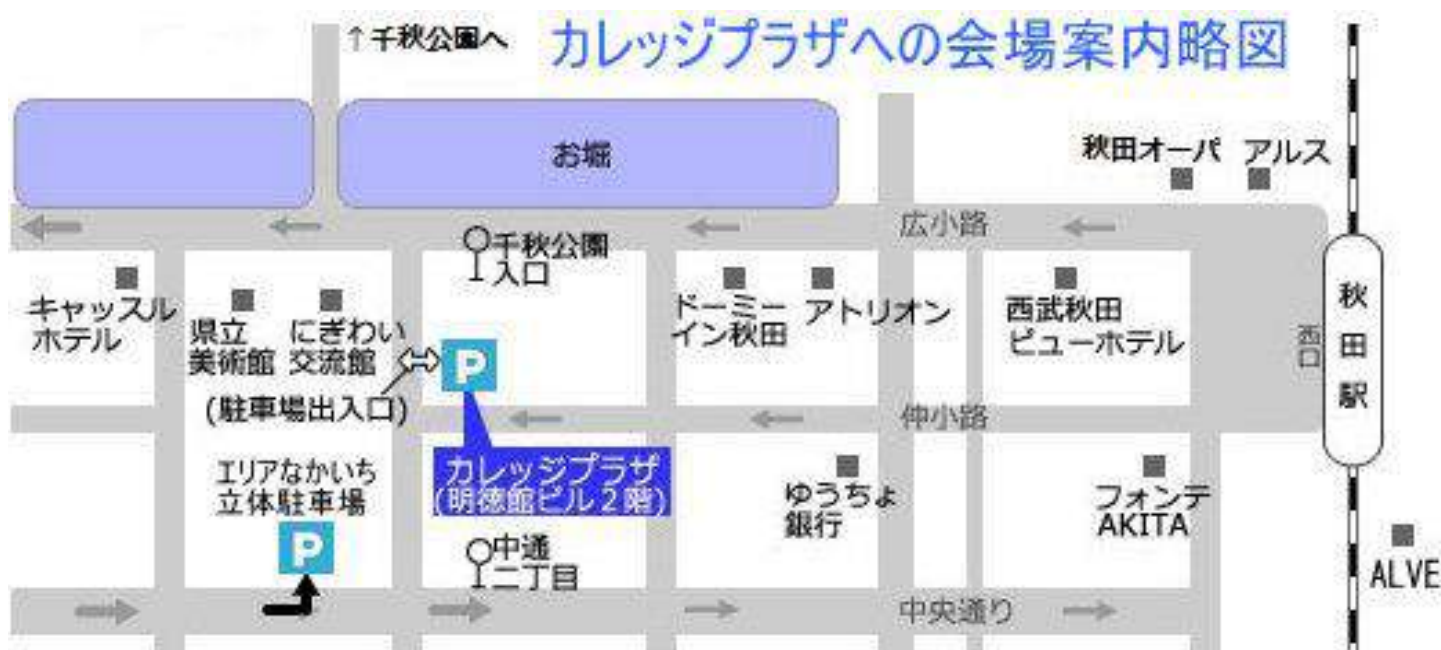 ↑千秋公園へ
カレッジプラザへの会場案内略図
お堀
秋田オーパ
アルス
広小路
千秋公園
入口
キャッスル
ホテル
県立
美術館
にぎわい
交流館
ドーミー
イン秋田
アトリオン
西武秋田
ビューホテル
西口
秋田駅
P
(駐車場出入口)
仲小路
エリアなかいち
立体駐車場
P
カレッジプラザ
(明徳館ビル2階)
ゆうちょ
銀行
フォンテ
AKITA
ALVE
中通
二丁目
中央通り